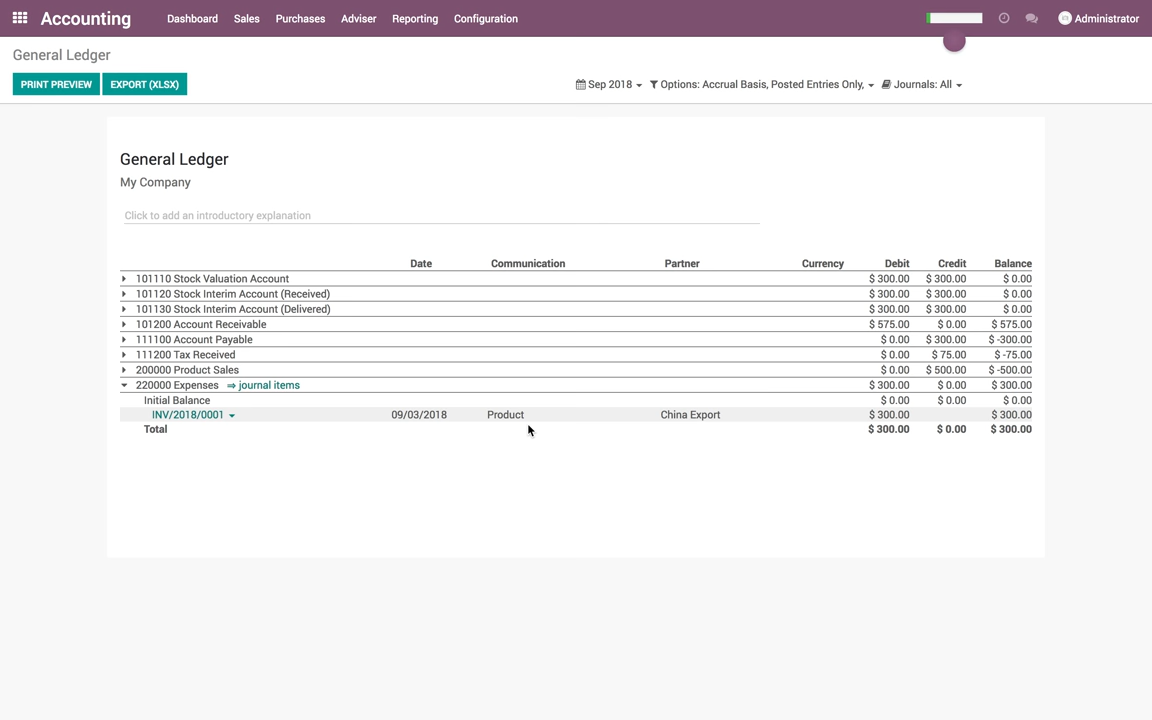 Accounting Dashboard Sales Purchases Adviser Reporting Configuration Administrator
General Ledger
PRINT PREVIEW EXPORT (XLSX) Sep 2018 Options: Accrual Basis, Posted Entries Only, Journals: All
General Ledger
My Company
Click to add an introductory explanation
Date Communication Partner Currency Debit Credit Balance
101110 Stock Valuation Account $ 300.00 $ 300.00 $ 0.00
101120 Stock Interim Account (Received) $ 300.00 $ 300.00 $ 0.00
101130 Stock Interim Account (Delivered) $ 300.00 $ 300.00 $ 0.00
101200 Account Receivable $ 575.00 $ 0.00 $ 575.00
111100 Account Payable $ 0.00 $ 300.00 $ -300.00
111200 Tax Received $ 0.00 $ 75.00 $ -75.00
200000 Product Sales $ 0.00 $ 500.00 $ -500.00
220000 Expenses ⇒ journal items $ 300.00 $ 0.00 $ 300.00
Initial Balance $ 0.00 $ 0.00 $ 0.00
INV/2018/0001 09/03/2018 Product China Export $ 300.00 $ 300.00
Total $ 300.00 $ 0.00 $ 300.00